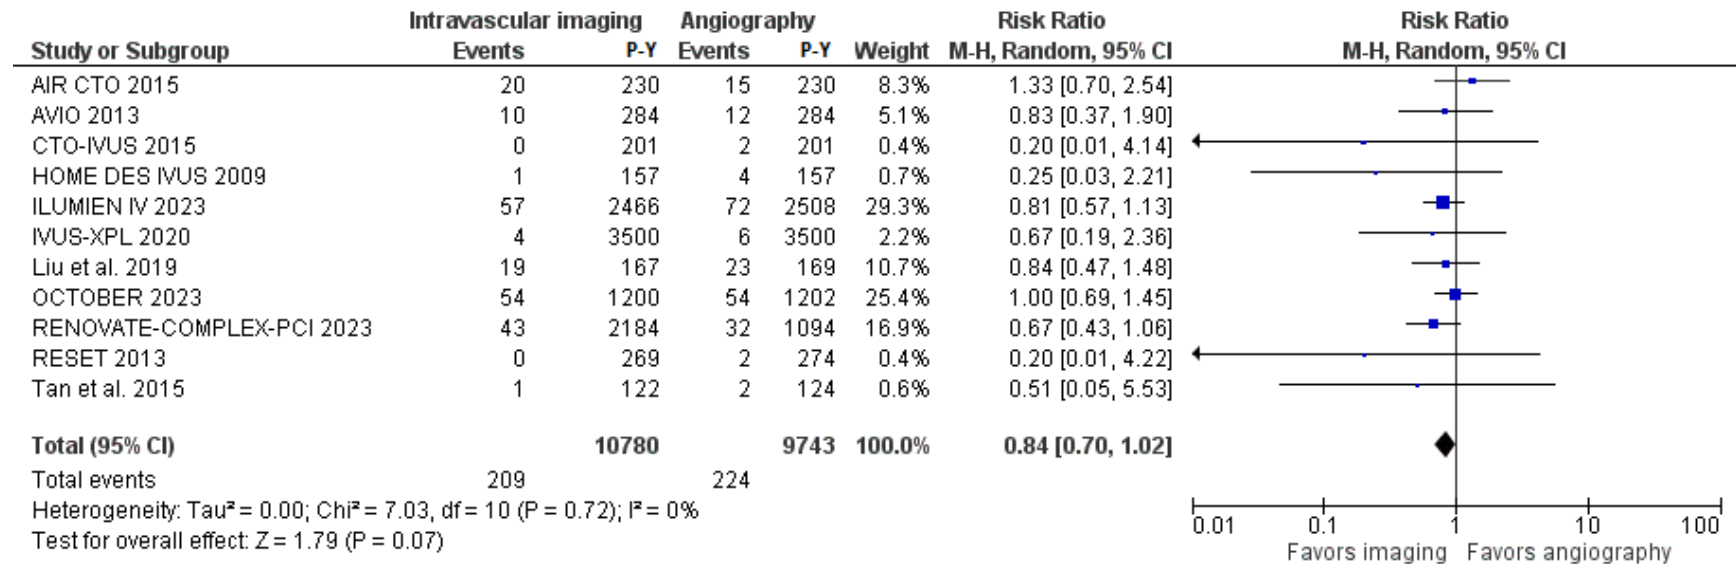 Intravascular imaging Angiography Risk Ratio Risk Ratio
Study or Subgroup Events P-Y Events P-Y Weight M-H, Random, 95% CI M-H, Random, 95% CI
AIR CTO 2015 20 230 15 230 8.3% 1.33 [0.70, 2.54]
AVIO 2013 10 284 12 284 5.1% 0.83 [0.37, 1.90]
CTO-IVUS 2015 0 201 2 201 0.4% 0.20 [0.01, 4.14]
HOME DES IVUS 2009 1 157 4 157 0.7% 0.25 [0.03, 2.21]
ILUMIEN IV 2023 57 2466 72 2508 29.3% 0.81 [0.57, 1.13]
IVUS-XPL 2020 4 3500 6 3500 2.2% 0.67 [0.19, 2.36]
Liu et al. 2019 19 167 23 169 10.7% 0.84 [0.47, 1.48]
OCTOBER 2023 54 1200 54 1202 25.4% 1.00 [0.69, 1.45]
RENOVATE-COMPLEX-PCI 2023 43 2184 32 1094 16.9% 0.67 [0.43, 1.06]
RESET 2013 0 269 2 274 0.4% 0.20 [0.01, 4.22]
Tan et al. 2015 1 122 2 124 0.6% 0.51 [0.05, 5.53]
Total (95% CI) 10780 9743 100.0% 0.84 [0.70, 1.02]
Total events 209 224
Heterogeneity: Tau² = 0.00; Chi² = 7.03, df = 10 (P = 0.72); I² = 0%
Test for overall effect: Z = 1.79 (P = 0.07)
0.01 0.1 1 10 100
Favors imaging Favors angiography